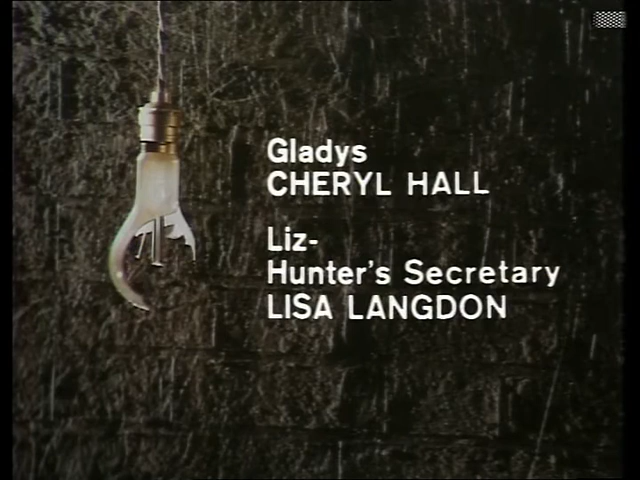 Gladys
CHERYL HALL
Liz-
Hunter's Secretary
LISA LANGDON